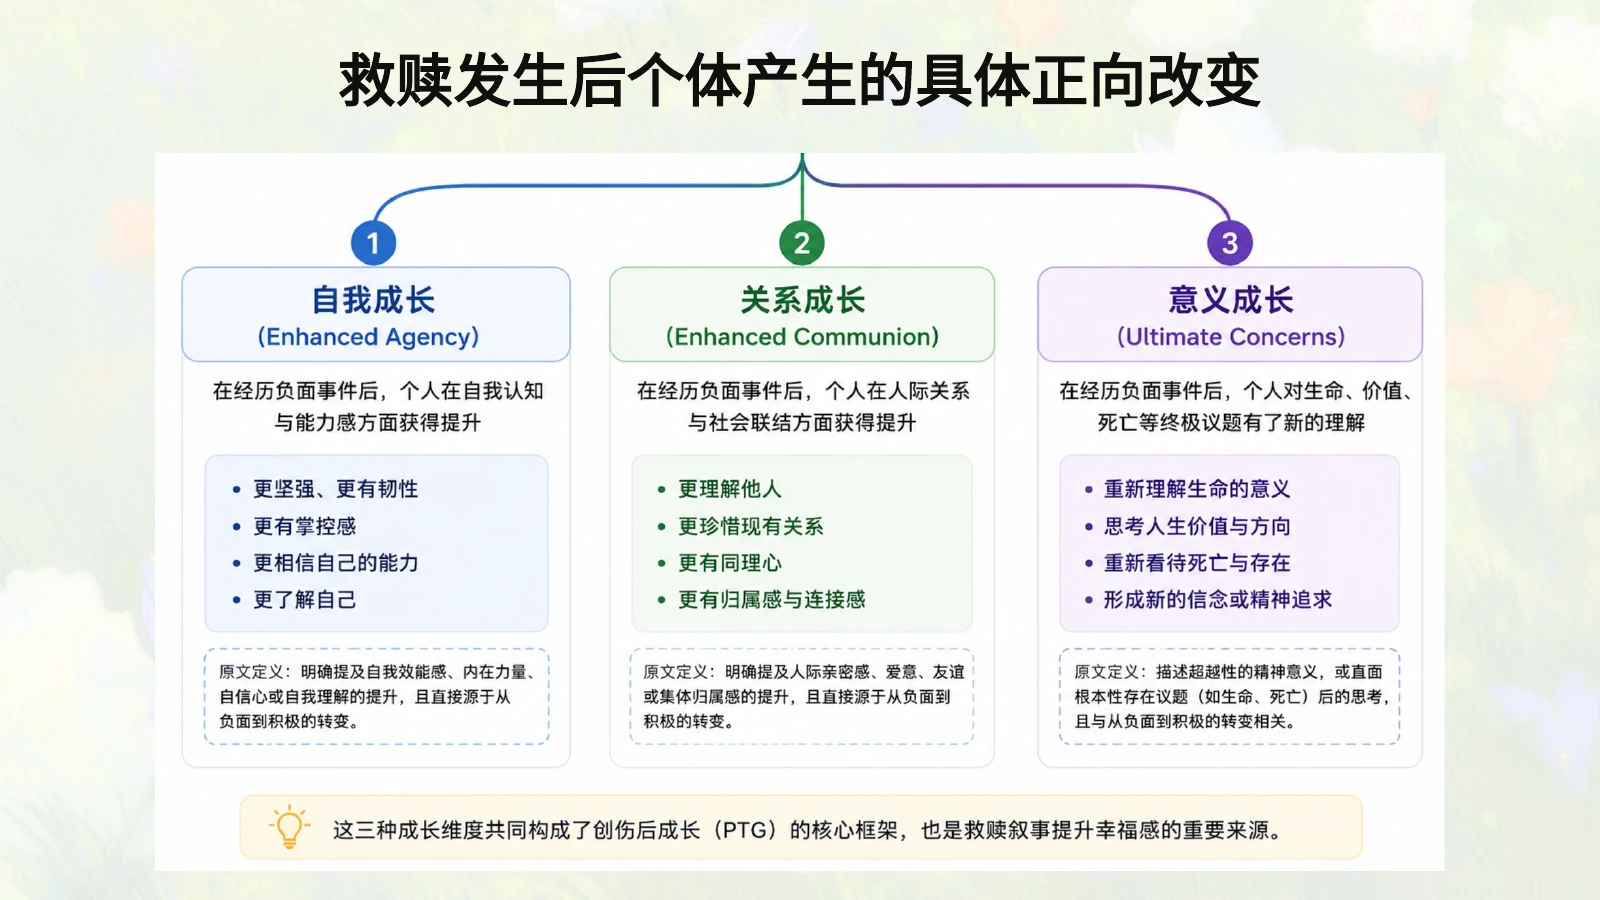 救赎发生后个体产生的具体正向改变
1
自我成长
(Enhanced Agency)
在经历负面事件后，个人在自我认知
与能力感方面获得提升
• 更坚强、更有韧性
• 更有掌控感
• 更相信自己的能力
• 更了解自己
原文定义：明确提及自我效能感、内在力量、
自信心或自我理解的提升，且直接源于从
负面到积极的转变。
2
关系成长
(Enhanced Communion)
在经历负面事件后，个人在人际关系
与社会联结方面获得提升
• 更理解他人
• 更珍惜现有关系
• 更有同理心
• 更有归属感与连接感
原文定义：明确提及人际亲密感、爱意、友谊
或集体归属感的提升，且直接源于从负面到
积极的转变。
3
意义成长
(Ultimate Concerns)
在经历负面事件后，个人对生命、价值、
死亡等终极议题有了新的理解
• 重新理解生命的意义
• 思考人生价值与方向
• 重新看待死亡与存在
• 形成新的信念或精神追求
原文定义：描述超越性的精神意义，或直面
根本性存在议题（如生命、死亡）后的思考，
且与从负面到积极的转变相关。
这三种成长维度共同构成了创伤后成长（PTG）的核心框架，也是救赎叙事提升幸福感的重要来源。